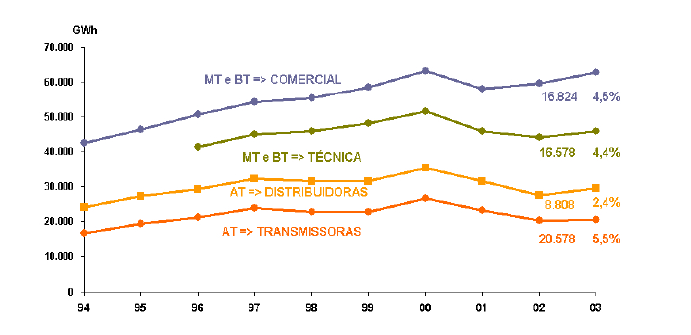 GWh
70.000
60.000
50.000
40.000
30.000
20.000
10.000
0
MT e BT => COMERCIAL
16.824 4,5%
MT e BT => TÉCNICA
16.578 4,4%
AT => DISTRIBUIDORAS
8.808 2,4%
AT => TRANSMISSORAS
20.578 5,5%
94 95 96 97 98 99 00 01 02 03